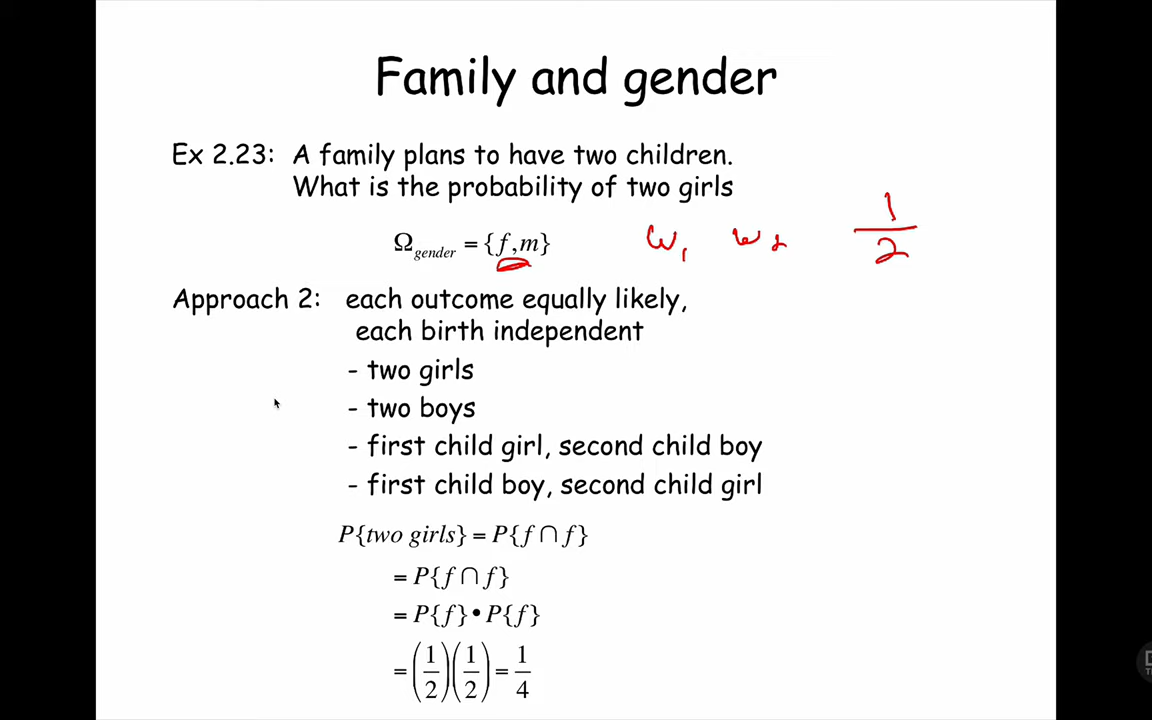 Family and gender
Ex 2.23: A family plans to have two children.
What is the probability of two girls
Ω_gender = {f,m} ω₁ ω₂ 1/2
Approach 2: each outcome equally likely,
each birth independent
- two girls
- two boys
- first child girl, second child boy
- first child boy, second child girl
P{two girls} = P{f ∩ f}
= P{f ∩ f}
= P{f} • P{f}
= (1/2)(1/2) = 1/4